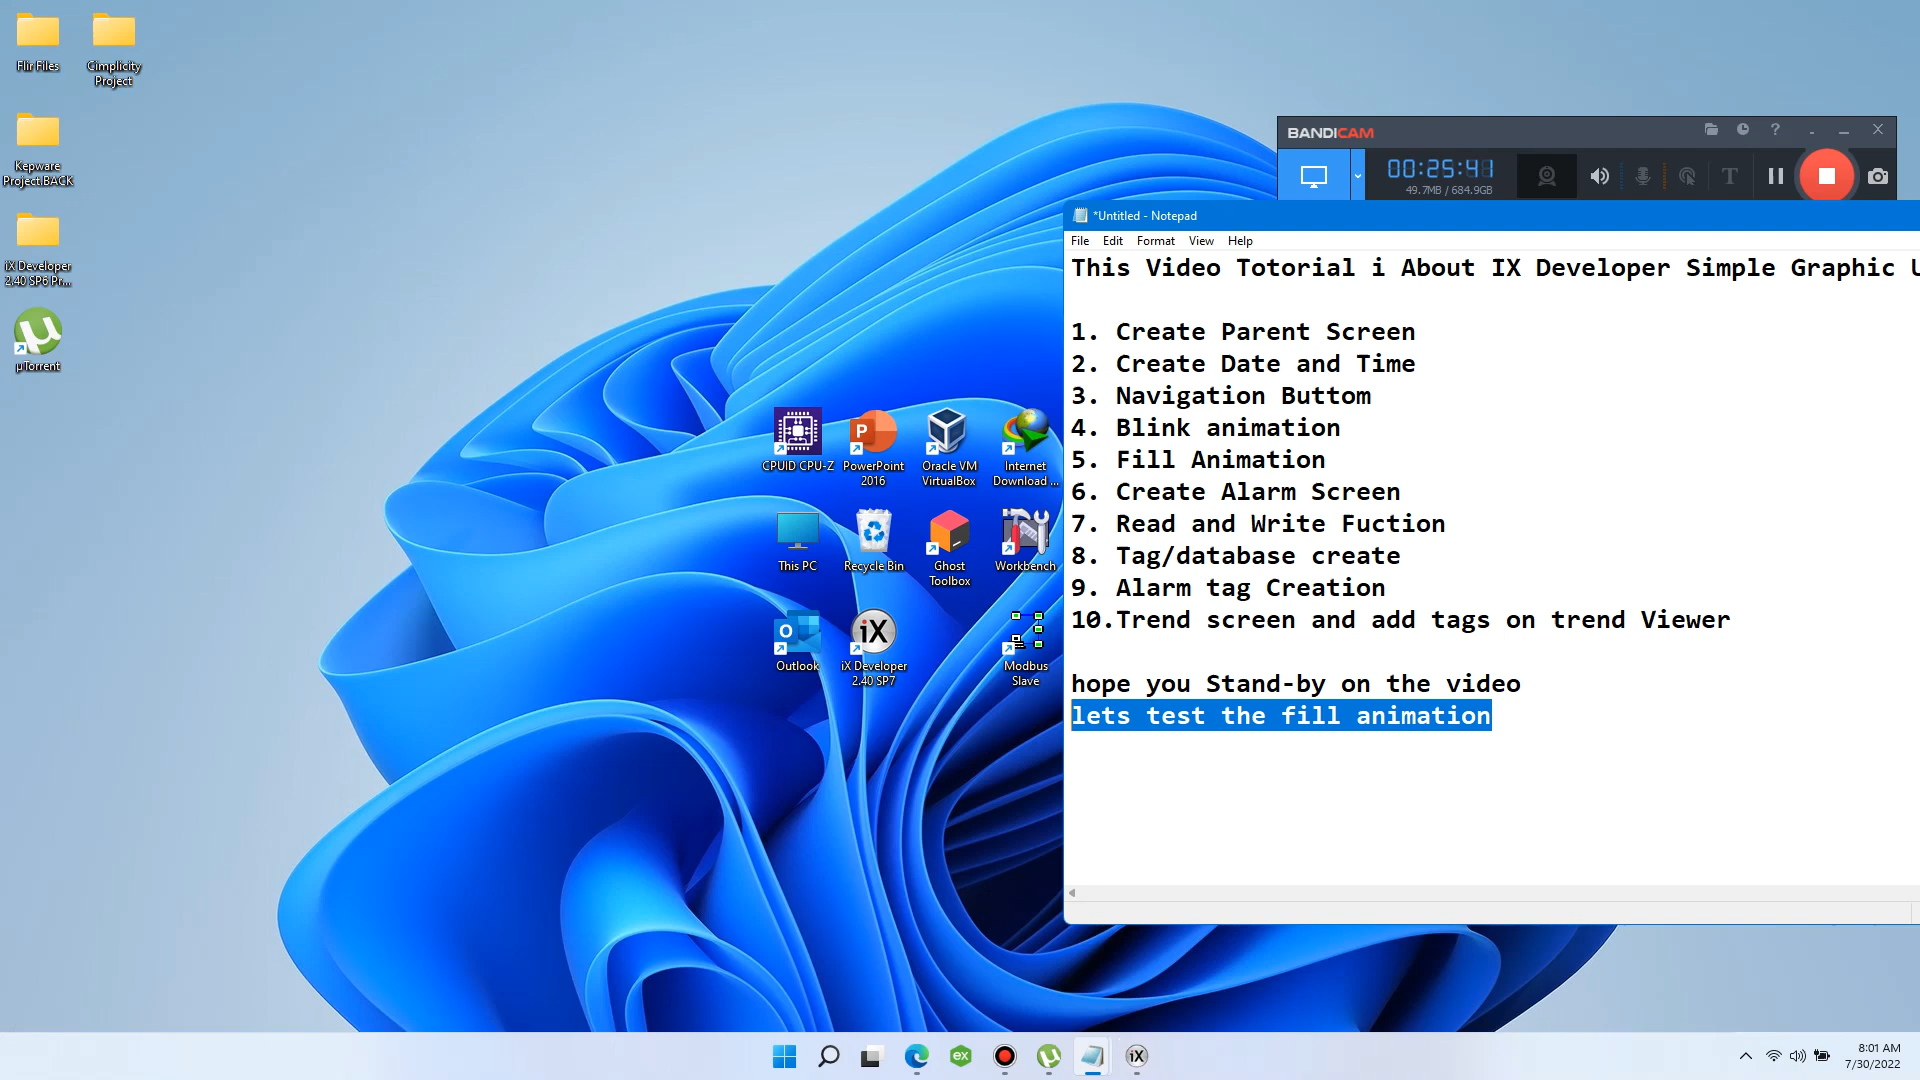 Flir Files
Cimplicity
Project
Kepware
Project BACK
iX Developer
2.40 SP6 Pr...
µTorrent
BANDICAM
00:25:41
49.7MB / 684.9GB
*Untitled - Notepad
File Edit Format View Help
This Video Totorial i About IX Developer Simple Graphic U
1. Create Parent Screen
2. Create Date and Time
3. Navigation Buttom
4. Blink animation
5. Fill Animation
6. Create Alarm Screen
7. Read and Write Fuction
8. Tag/database create
9. Alarm tag Creation
10.Trend screen and add tags on trend Viewer
hope you Stand-by on the video
lets test the fill animation
CPUID CPU-Z
PowerPoint
2016
Oracle VM
VirtualBox
Internet
Download ...
This PC
Recycle Bin
Ghost
Toolbox
Workbench
Outlook
iX Developer
2.40 SP7
Modbus
Slave
8:01 AM
7/30/2022